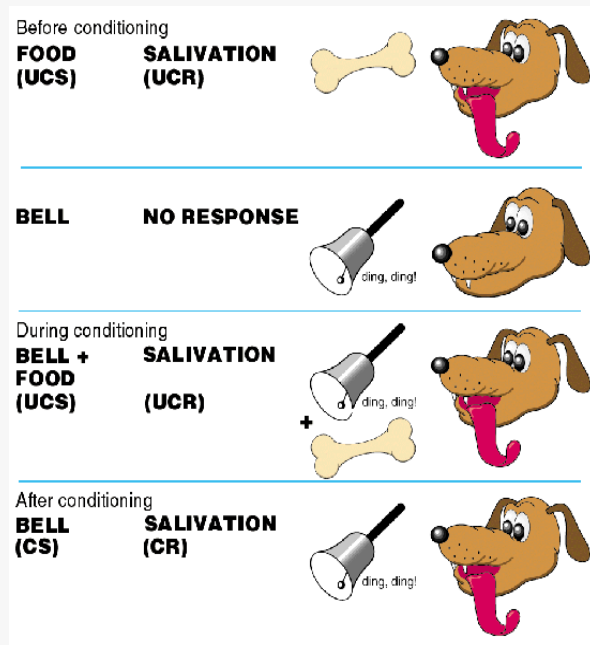 Before conditioning
FOOD SALIVATION
(UCS) (UCR)
BELL NO RESPONSE
ding, ding!
During conditioning
BELL + SALIVATION
FOOD
(UCS) (UCR)
ding, ding!
+
After conditioning
BELL SALIVATION
(CS) (CR)
ding, ding!